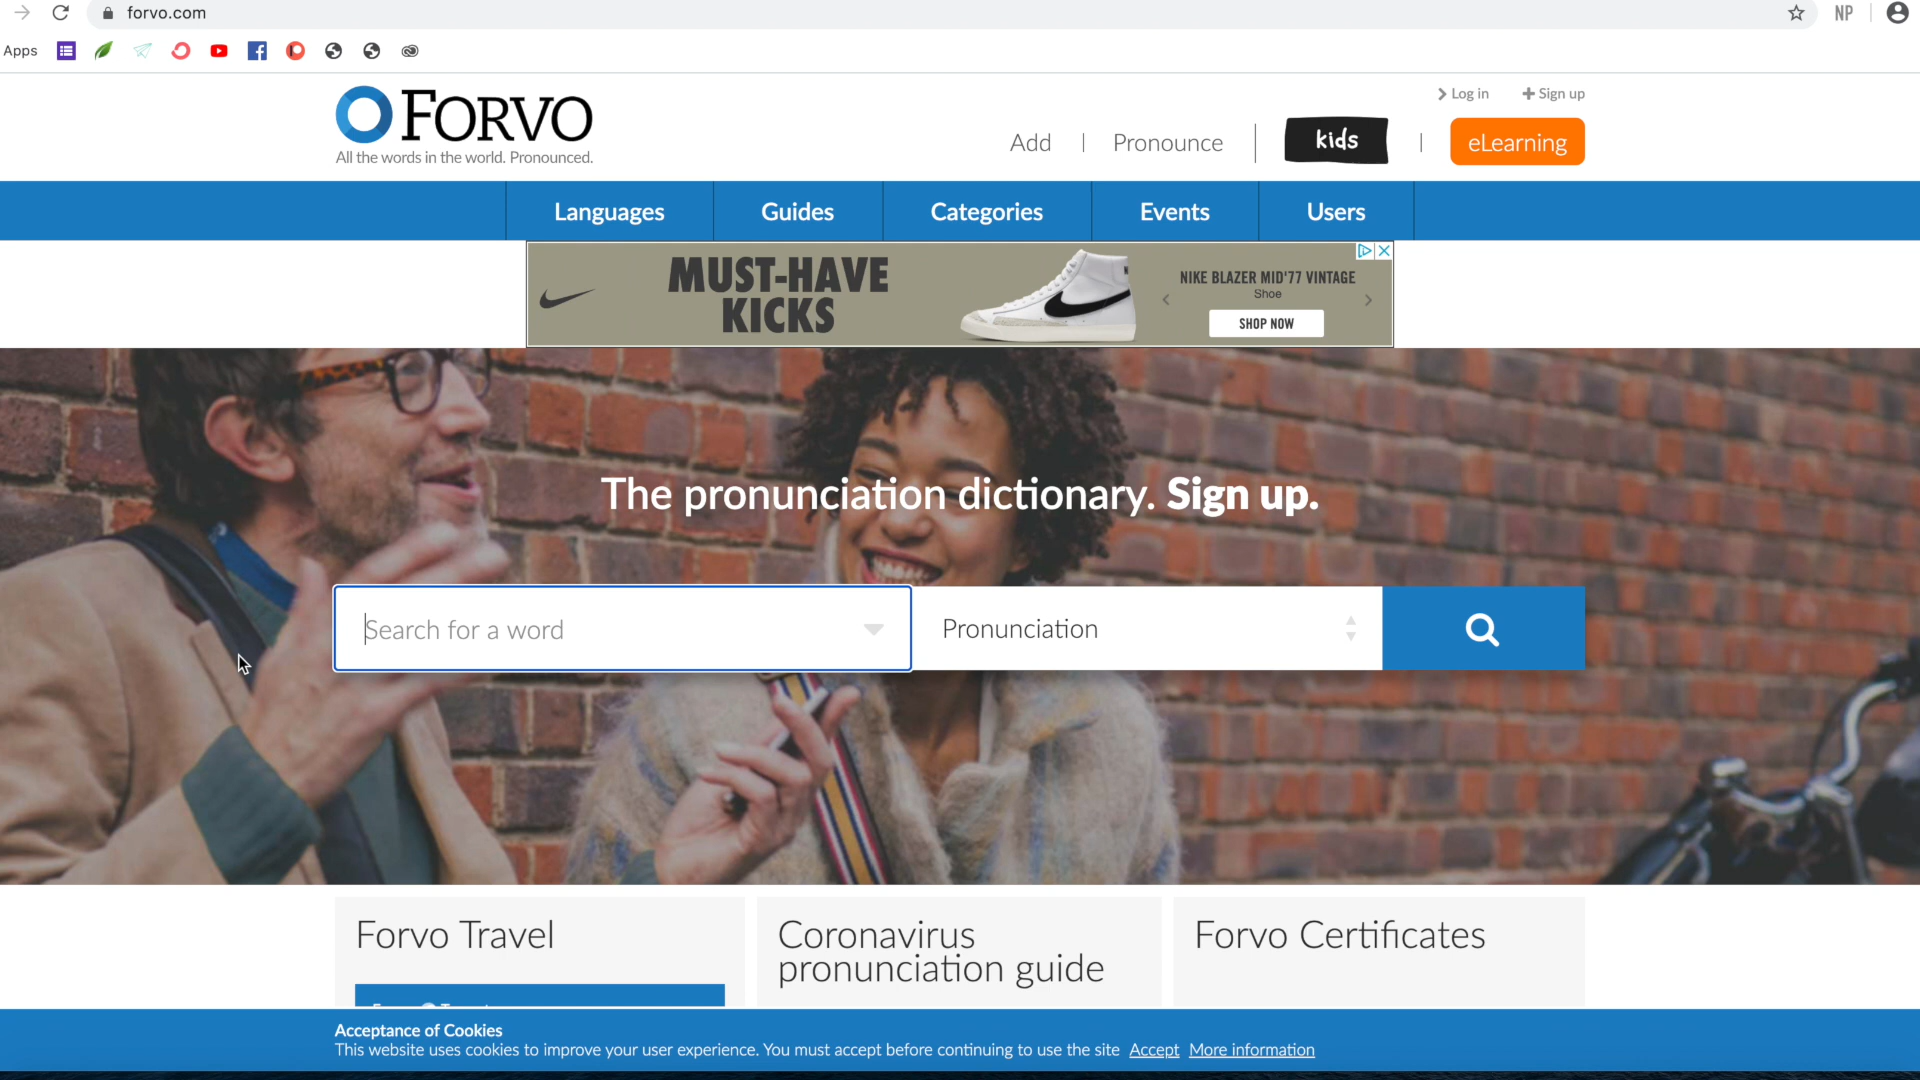 forvo.com
NP
Apps
FORVO
All the words in the world. Pronounced.
Log in
Sign up
Add
Pronounce
kids
eLearning
Languages
Guides
Categories
Events
Users
MUST-HAVE
KICKS
NIKE BLAZER MID'77 VINTAGE
Shoe
SHOP NOW
The pronunciation dictionary. Sign up.
Search for a word
Pronunciation
Forvo Travel
Coronavirus
pronunciation guide
Forvo Certificates
Acceptance of Cookies
This website uses cookies to improve your user experience. You must accept before continuing to use the site Accept More information